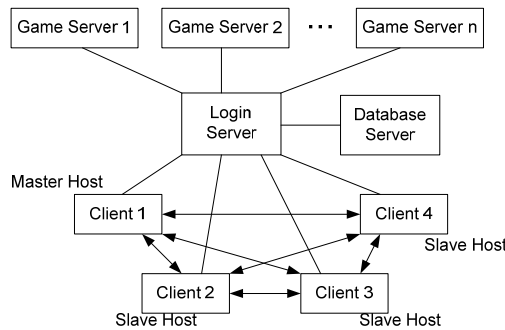 Game Server 1
Game Server 2
...
Game Server n
Login
Server
Database
Server
Master Host
Client 1
Client 4
Slave Host
Client 2
Client 3
Slave Host
Slave Host